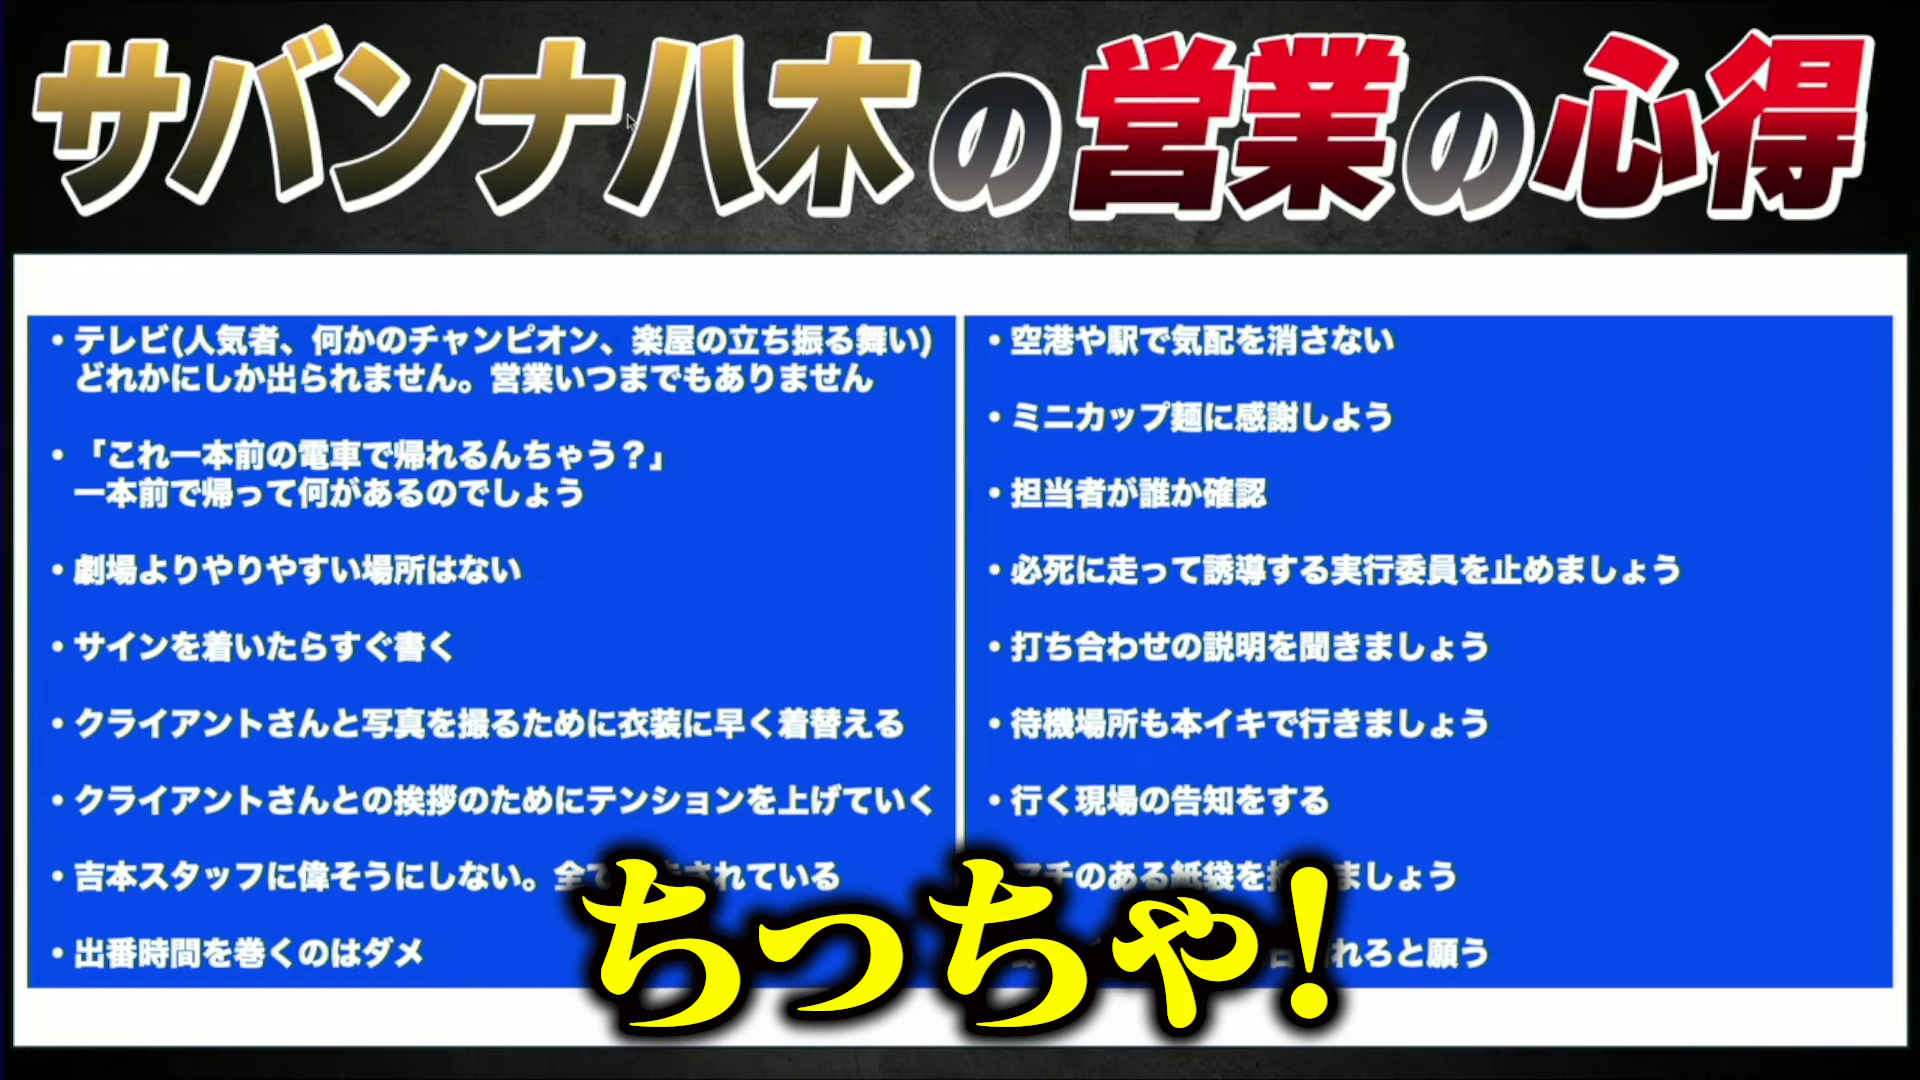 サバンナ八木の営業の心得
・テレビ(人気者、何かのチャンピオン、楽屋の立ち振る舞い)
どれかにしか出られません。営業いつまでもありません
・「これ一本前の電車で帰れるんちゃう？」
一本前で帰って何があるのでしょう
・劇場よりやりやすい場所はない
・サインを着いたらすぐ書く
・クライアントさんと写真を撮るために衣装に早く着替える
・クライアントさんとの挨拶のためにテンションを上げていく
・吉本スタッフに偉そうにしない。全て されている
・出番時間を巻くのはダメ
・空港や駅で気配を消さない
・ミニカップ麺に感謝しよう
・担当者が誰か確認
・必死に走って誘導する実行委員を止めましょう
・打ち合わせの説明を聞きましょう
・待機場所も本イキで行きましょう
・行く現場の告知をする
チのある紙袋を ましょう
れろと願う
ちっちゃ!